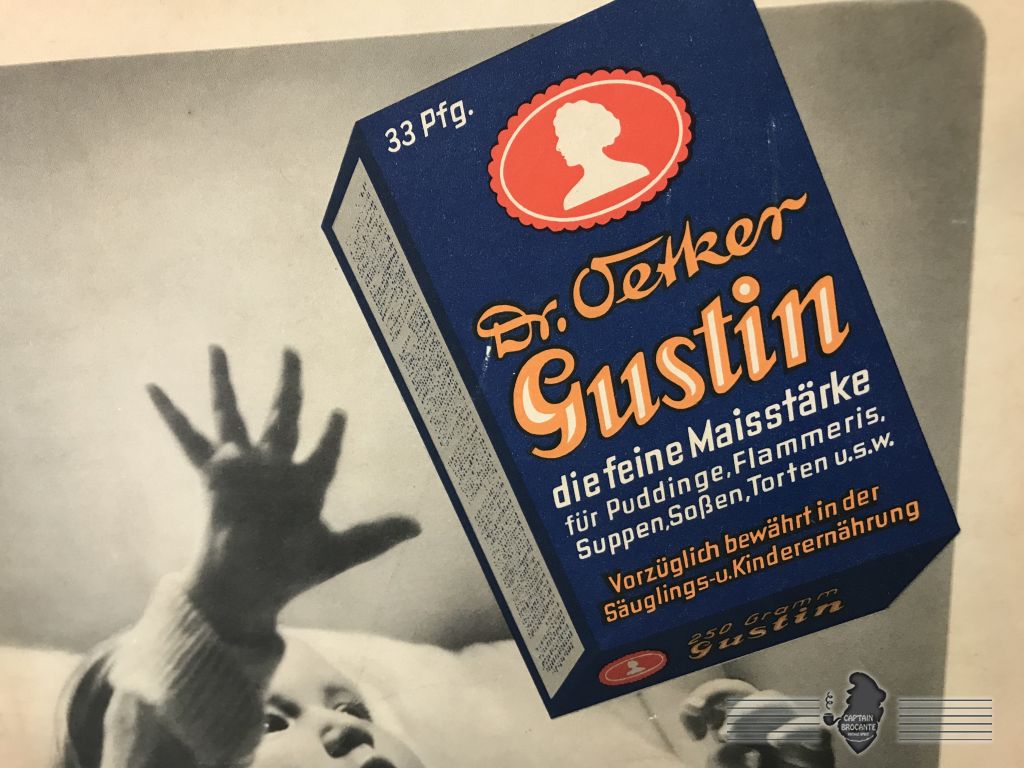 33 Pfg.
Dr. Oetker
Gustin
die feine Maisstärke
für Puddinge, Flammeris,
Suppen, Soßen, Torten u.s.w.
Vorzüglich bewährt in der
Säuglings-u. Kinderernährung
250 Gramm
Gustin
CAPTAIN
BROCANTE